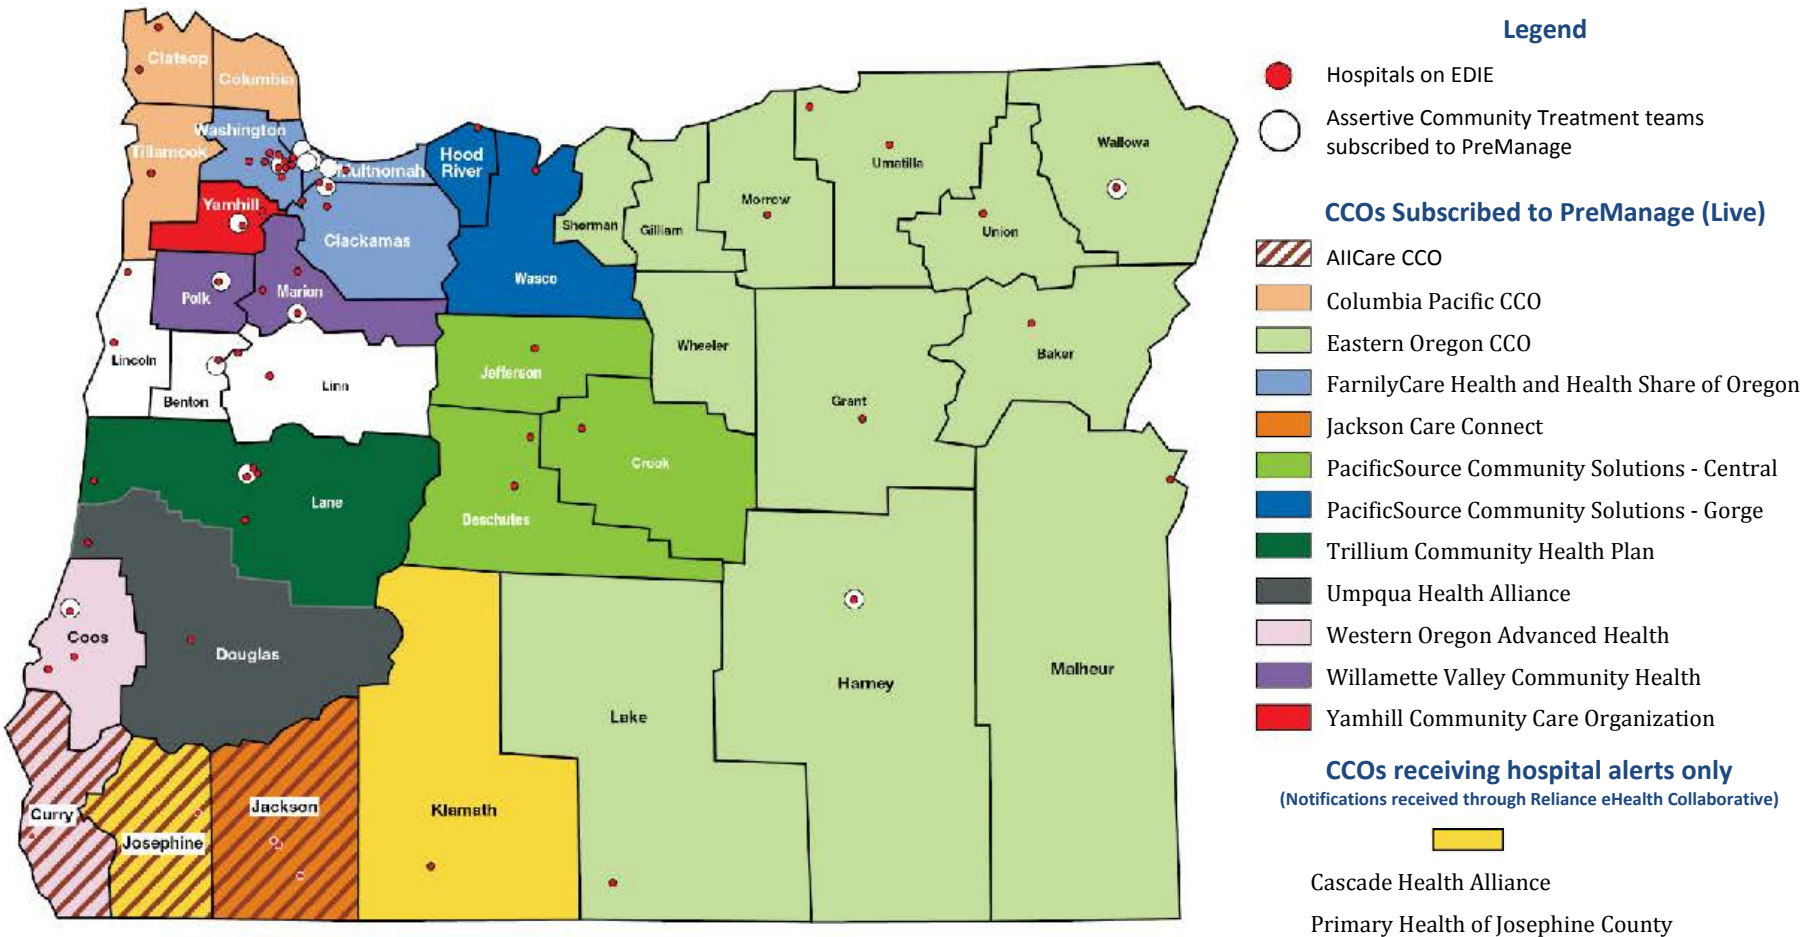 Legend
Hospitals on EDIE
Assertive Community Treatment teams
subscribed to PreManage
CCOs Subscribed to PreManage (Live)
AIICare CCO
Columbia Pacific CCO
Eastern Oregon CCO
FarnilyCare Health and Health Share of Oregon
Jackson Care Connect
PacificSource Community Solutions - Central
PacificSource Community Solutions - Gorge
Trillium Community Health Plan
Umpqua Health Alliance
Western Oregon Advanced Health
Willamette Valley Community Health
Yamhill Community Care Organization
CCOs receiving hospital alerts only
(Notifications received through Reliance eHealth Collaborative)
Cascade Health Alliance
Primary Health of Josephine County
Clatsop
Columbia
Washington
Tillamook
Multnomah
Hood
River
Yamhill
Clackamas
Sherman
Gilliam
Morrow
Umatilla
Union
Wallowa
Polk
Marion
Wasco
Lincoln
Benton
Linn
Jefferson
Wheeler
Grant
Baker
Crook
Deschutes
Lane
Coos
Douglas
Lake
Harney
Malheur
Curry
Josephine
Jackson
Klamath